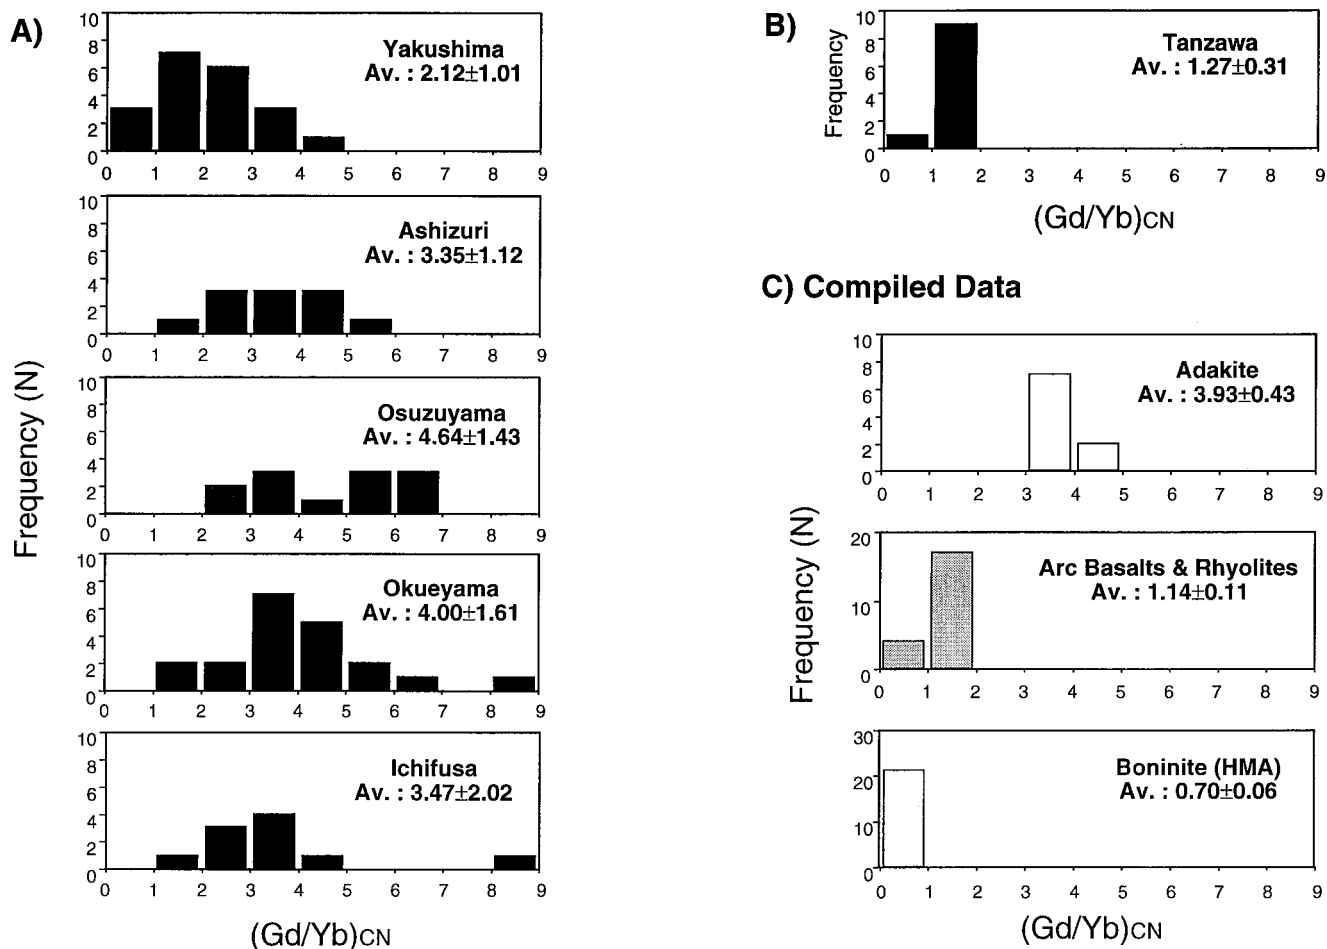 A)
Frequency (N)
10
8
6
4
2
0
Yakushima
Av. : 2.12±1.01
0 1 2 3 4 5 6 7 8 9
10
8
6
4
2
0
Ashizuri
Av. : 3.35±1.12
0 1 2 3 4 5 6 7 8 9
10
8
6
4
2
0
Osuzuyama
Av. : 4.64±1.43
0 1 2 3 4 5 6 7 8 9
10
8
6
4
2
0
Okueyama
Av. : 4.00±1.61
0 1 2 3 4 5 6 7 8 9
10
8
6
4
2
0
Ichifusa
Av. : 3.47±2.02
0 1 2 3 4 5 6 7 8 9
(Gd/Yb)CN
B)
Frequency
10
8
6
4
2
0
Tanzawa
Av. : 1.27±0.31
0 1 2 3 4 5 6 7 8 9
(Gd/Yb)CN
C) Compiled Data
Frequency (N)
10
8
6
4
2
0
Adakite
Av. : 3.93±0.43
0 1 2 3 4 5 6 7 8 9
20
10
0
Arc Basalts & Rhyolites
Av. : 1.14±0.11
0 1 2 3 4 5 6 7 8 9
30
20
10
0
Boninite (HMA)
Av. : 0.70±0.06
0 1 2 3 4 5 6 7 8 9
(Gd/Yb)CN